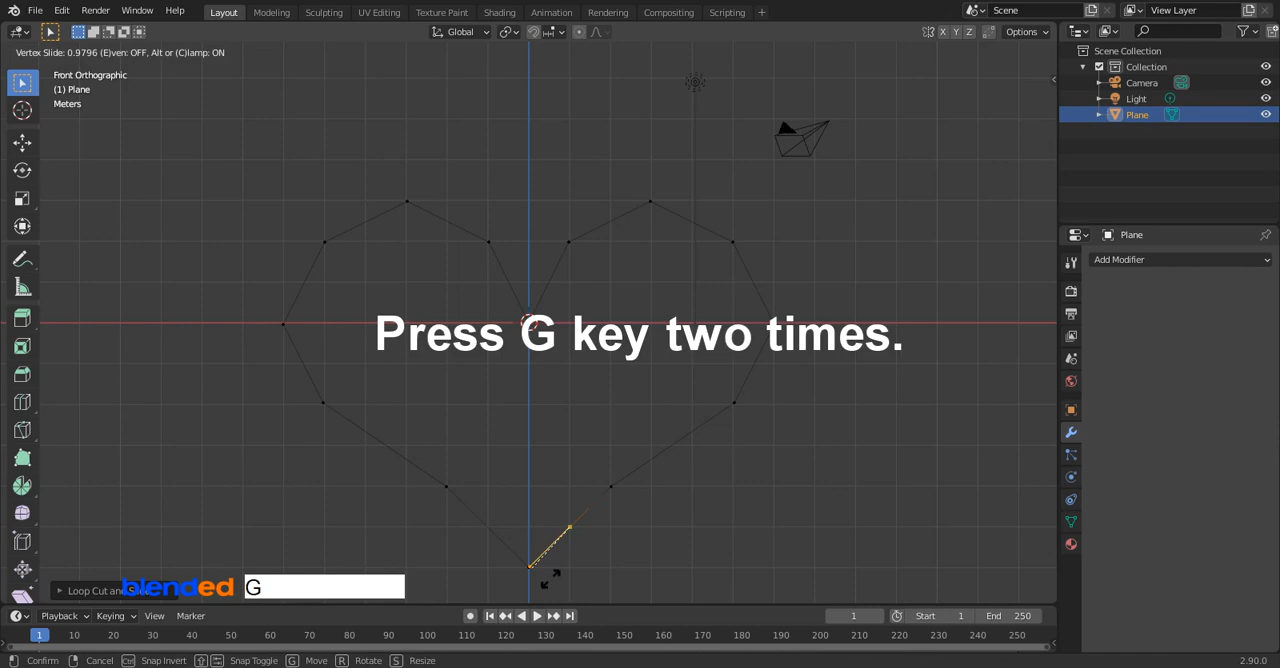 File Edit Render Window Help Layout Modeling Sculpting UV Editing Texture Paint Shading Animation Rendering Compositing Scripting + Scene View Layer
Global X Y Z Options
Vertex Slide: 0.9796 (E)ven: OFF, Alt or (C)lamp: ON
Scene Collection
Collection
Camera
Light
Plane
Front Orthographic
(1) Plane
Meters
Plane
Add Modifier
Press G key two times.
Loop Cut and
blended G
Playback Keying View Marker 1 Start 1 End 250
1 10 20 30 40 50 60 70 80 90 100 110 120 130 140 150 160 170 180 190 200 210 220 230 240 250
Confirm Cancel Ctrl Snap Invert Snap Toggle G Move R Rotate S Resize 2.90.0